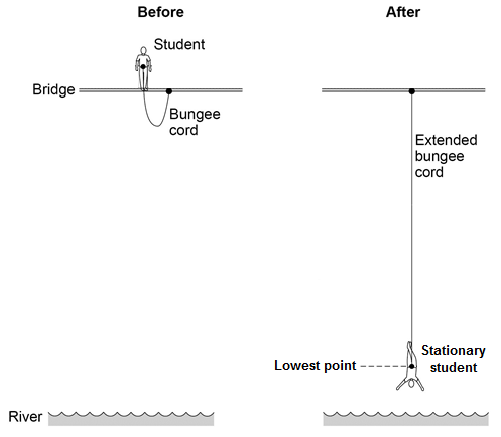 Before
After
Student
Bridge
Bungee
cord
Extended
bungee
cord
Lowest point
Stationary
student
River